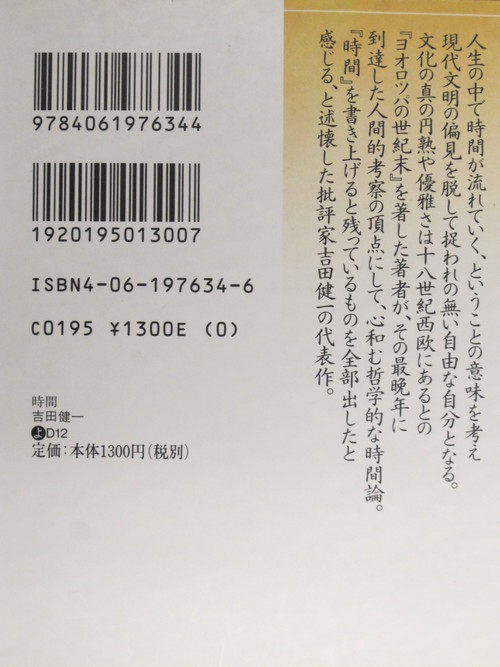 人生の中で時間が流れていく、ということの意味を考え
現代文明の偏見を脱して捉われの無い自由な自分となる。
文化の真の円熟や優雅さは十八世紀西欧にあるとの
『ヨオロツパの世紀末』を著した著者が、その最晩年に
到達した人間的考察の頂点にして、心和む哲学的な時間論。
『時間』を書き上げると残っているものを全部出したと
感じる、と述懐した批評家吉田健一の代表作。
9784061976344
1920195013007
ISBN4-06-197634-6
C0195 ¥1300E (0)
時間
吉田健一
よD12
定価:本体1300円(税別)